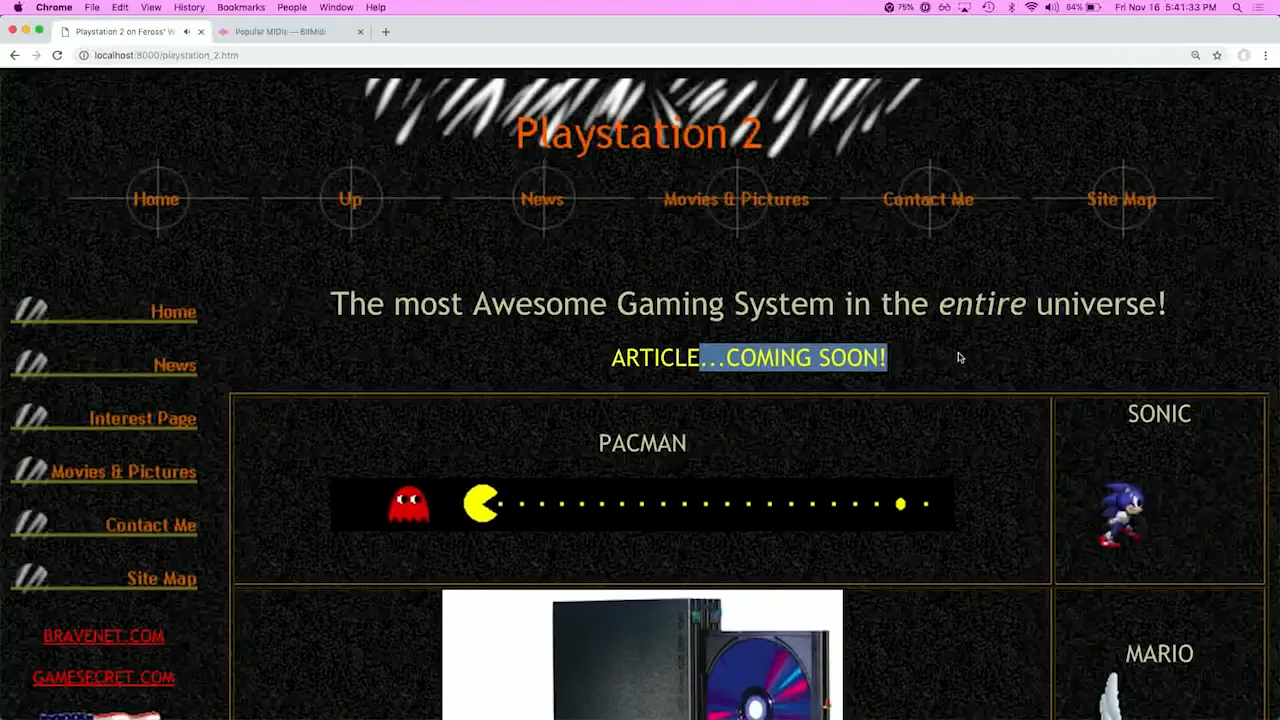 Chrome File Edit View History Bookmarks People Window Help 75% 64% Fri Nov 16 5:41:33 PM
Playstation 2 on Feross' W Popular MIDIs — BitMidi
localhost:8000/playstation_2.htm
Playstation 2
Home Up News Movies & Pictures Contact Me Site Map
The most Awesome Gaming System in the entire universe!
ARTICLE...COMING SOON!
Home
News
Interest Page
Movies & Pictures
Contact Me
Site Map
BRAVENET.COM
GAMESECRET.COM
PACMAN
SONIC
MARIO